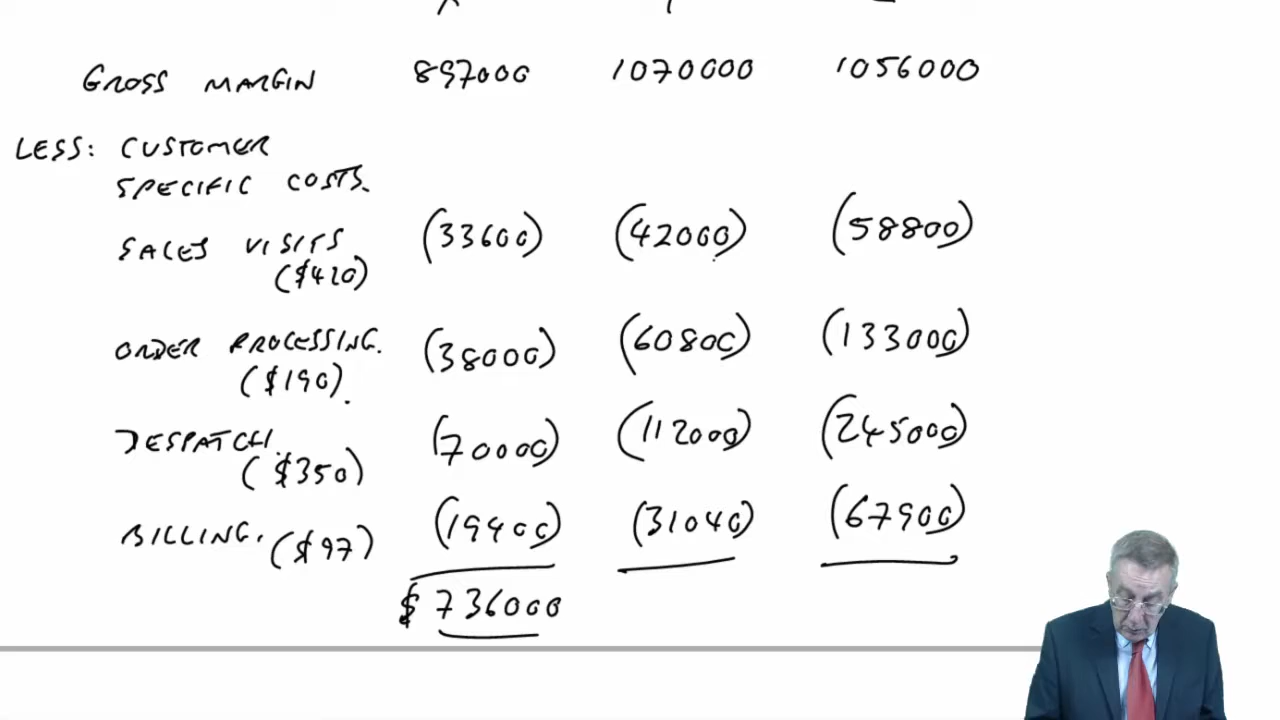 GROSS MARGIN 897000 1070000 1056000
LESS: CUSTOMER
SPECIFIC COSTS.
SALES VISITS (33600) (42000) (58800)
($420)
ORDER PROCESSING. (38000) (60800) (133000)
($190).
DESPATCH. (70000) (112000) (245000)
($350)
BILLING. ($97) (19400) (31040) (67900)
$ 736000